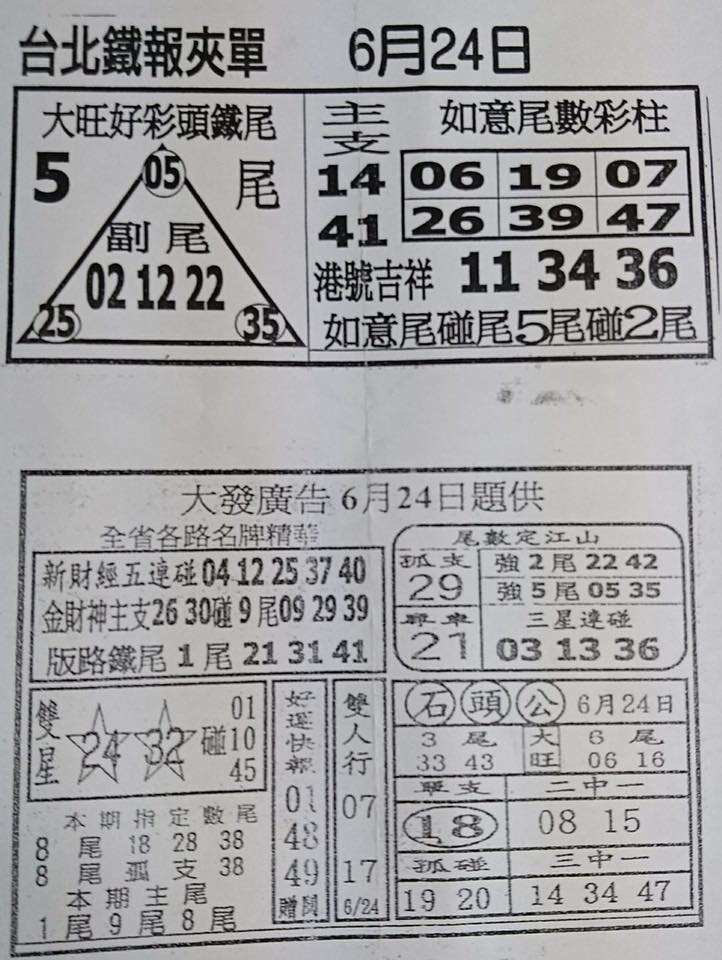 台北鐵報夾單 6月24日
大旺好彩頭鐵尾
5 05 尾
副尾
02 12 22
25 35
主支
14
41
如意尾數彩柱
06 19 07
26 39 47
港號吉祥 11 34 36
如意尾碰尾5尾碰2尾
大發廣告6月24日題供
全省各路名牌精華
新財經五連碰04 12 25 37 40
金財神主支26 30碰9尾09 29 39
版路鐵尾 1尾 21 31 41
尾數定江山
孤支
29
強2尾 22 42
強5尾 05 35
單車
21
三星連碰
03 13 36
雙星 24 32 碰
01
10
45
本期指定數尾
8尾 18 28 38
8尾 孤支 38
本期主尾
1尾9尾8尾
好運快報
01
48
49
贈閱
雙人行
07
17
6/24
石頭公 6月24日
3尾
33 43
大旺
6尾
06 16
單支
18
二中一
08 15
孤碰
19 20
三中一
14 34 47